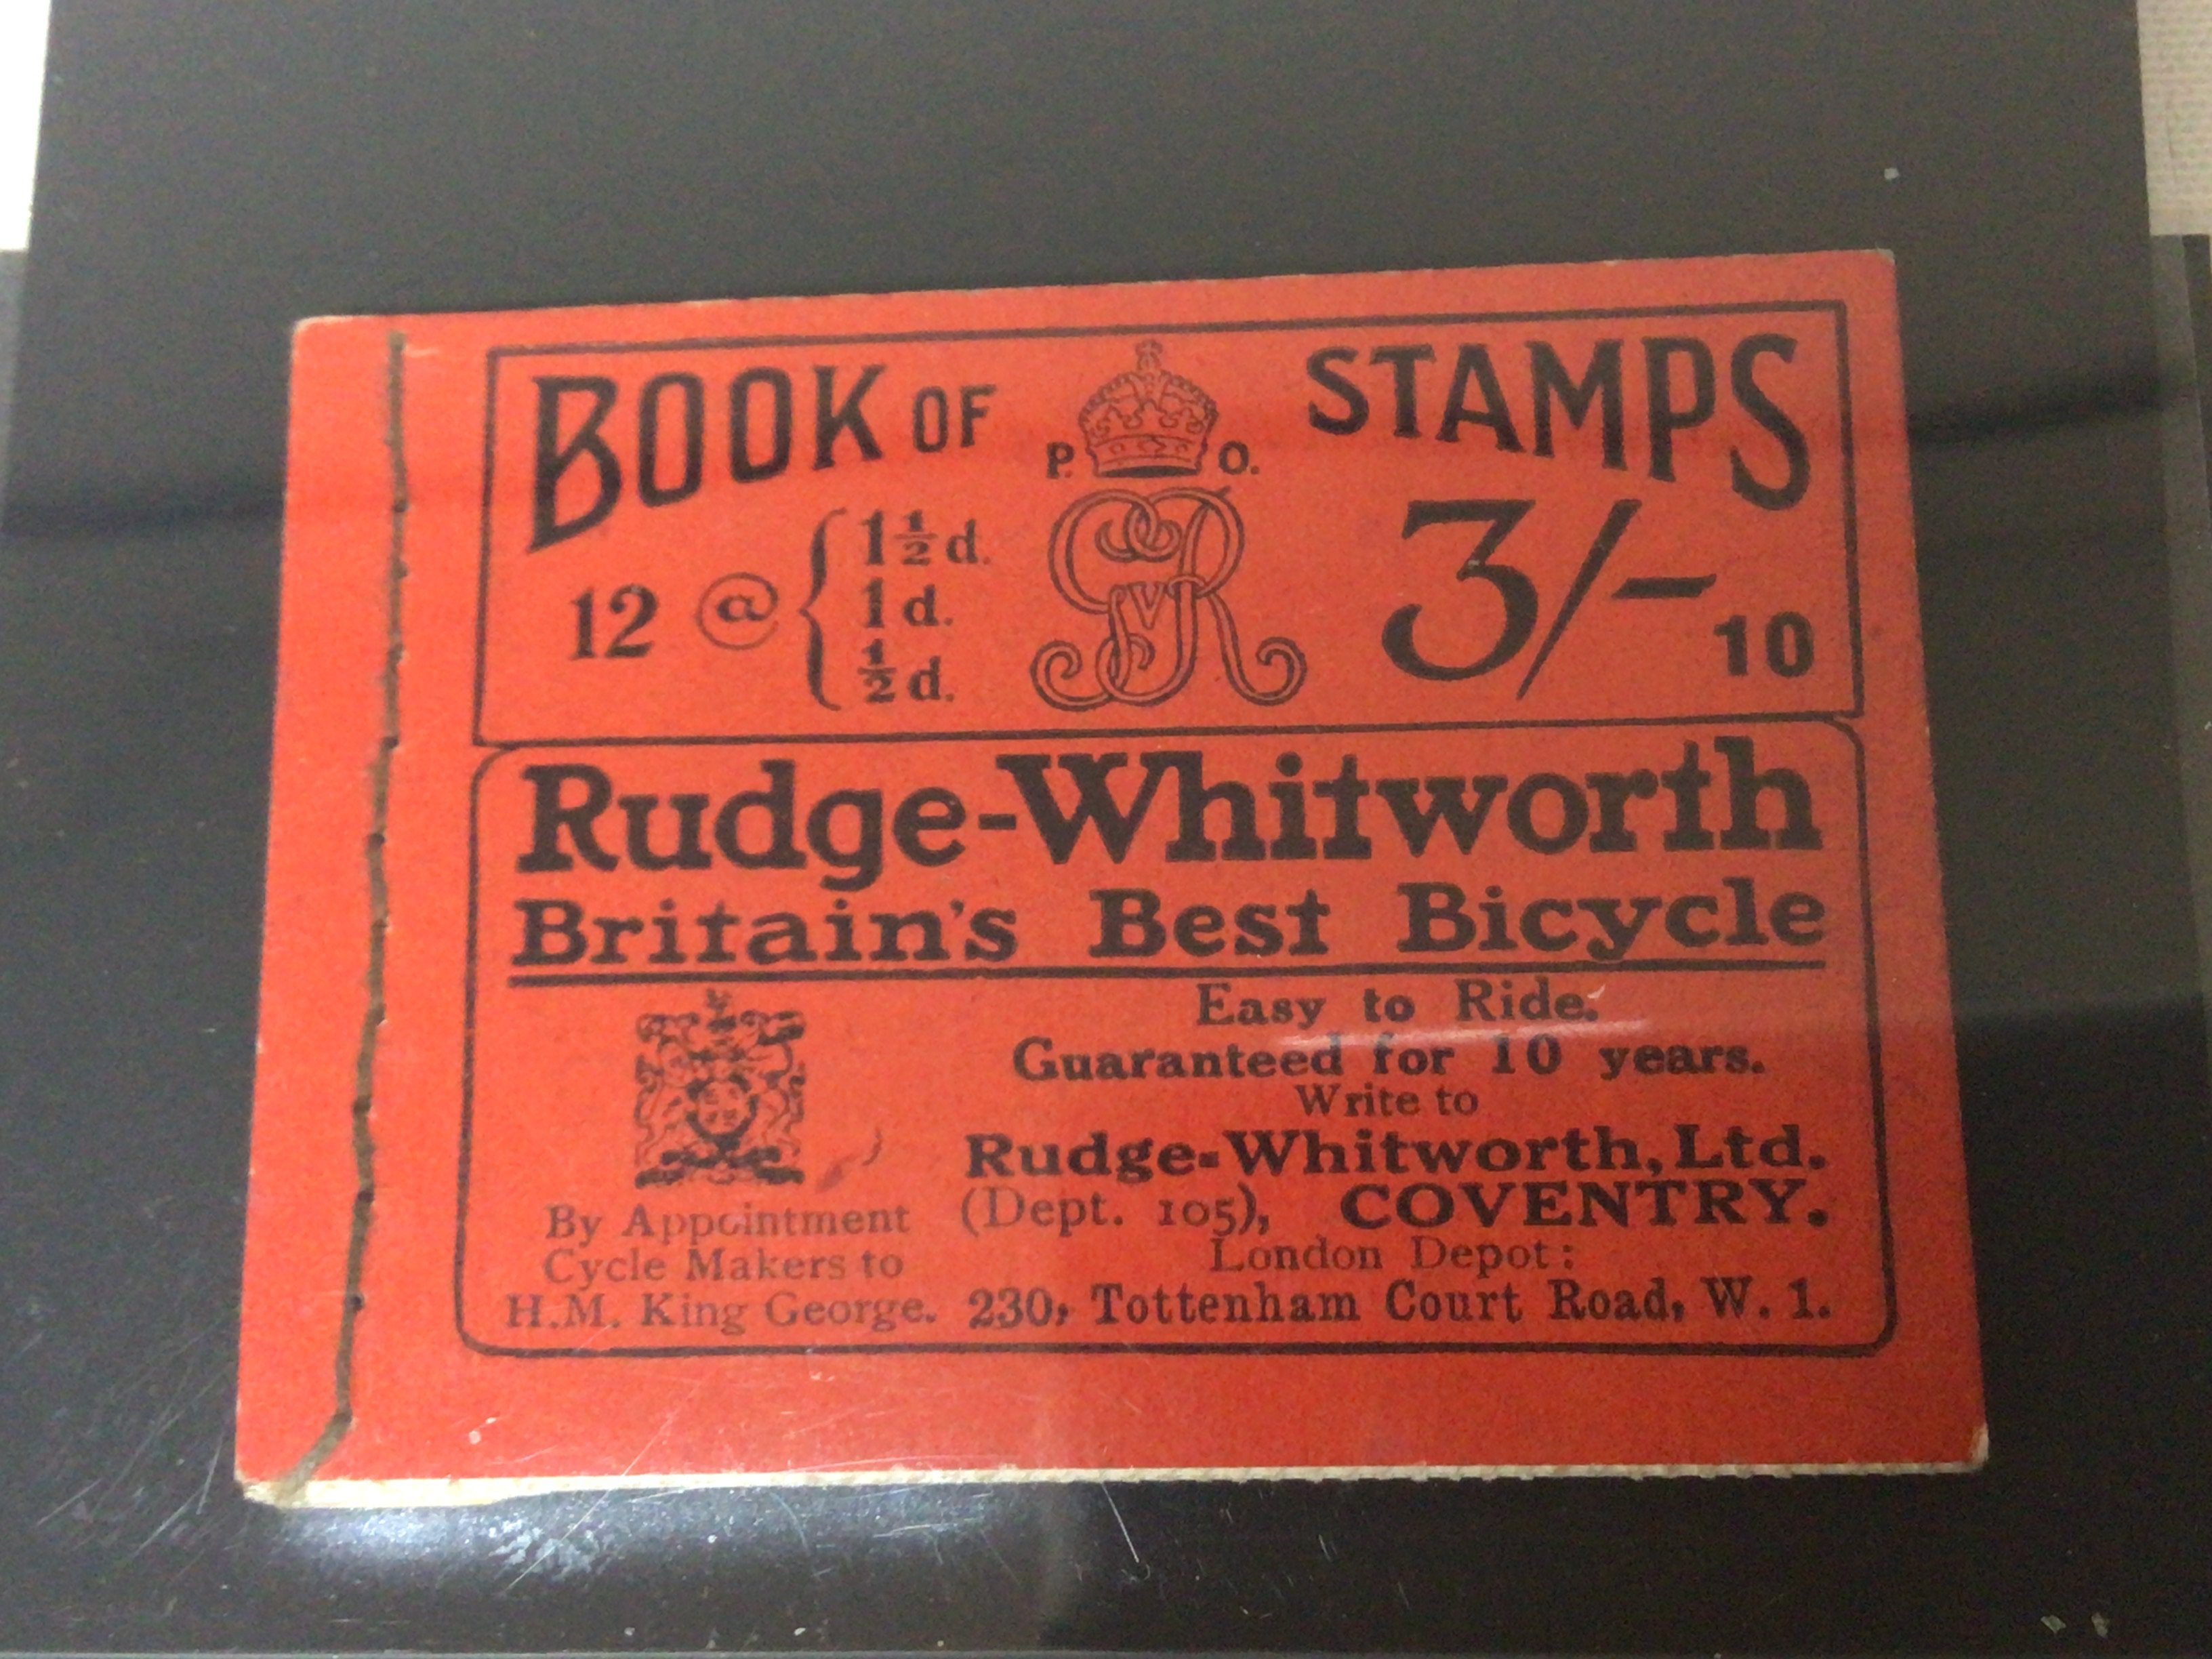 BOOK OF STAMPS
P. O.
GVR
12 @ { 1½d. 1d. ½d.
3/-
10
Rudge-Whitworth
Britain's Best Bicycle
Easy to Ride.
Guaranteed for 10 years.
Write to
Rudge-Whitworth, Ltd.
(Dept. 105), COVENTRY.
London Depot:
230, Tottenham Court Road, W. 1.
By Appointment
Cycle Makers to
H.M. King George.